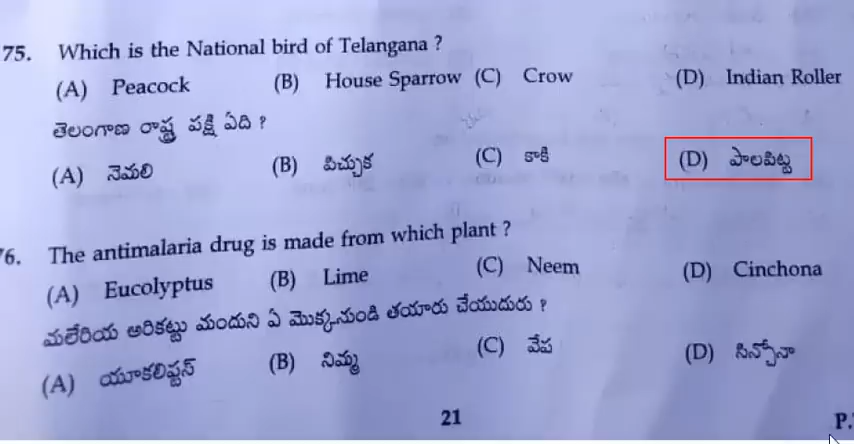 75. Which is the National bird of Telangana ?
(A) Peacock (B) House Sparrow (C) Crow (D) Indian Roller
తెలంగాణ రాష్ట్ర పక్షి ఏది ?
(A) నెమలి (B) పిచ్చుక (C) కాకి (D) పాలపిట్ట
76. The antimalaria drug is made from which plant ?
(A) Eucolyptus (B) Lime (C) Neem (D) Cinchona
మలేరియ అరికట్టు మందుని ఏ మొక్కనుండి తయారు చేయుదురు ?
(A) యూకలిప్టస్ (B) నిమ్మ (C) వేప (D) సిన్కోనా
21 P.